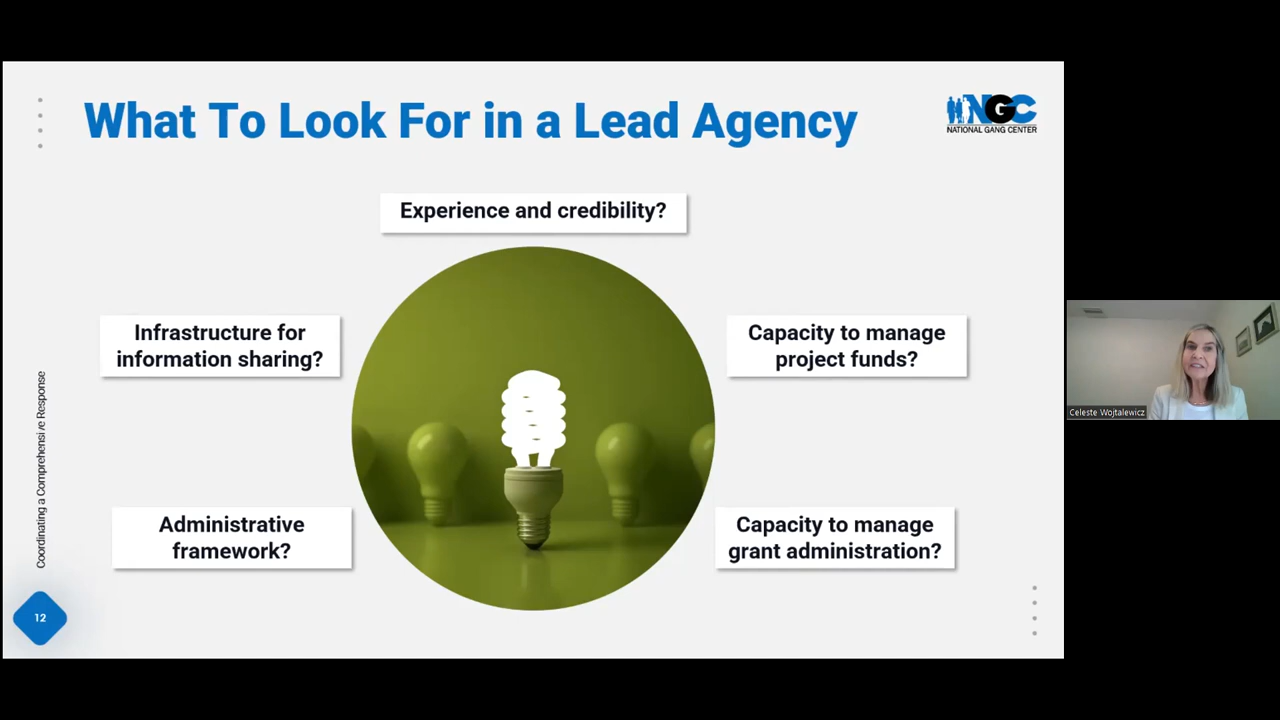 What To Look For in a Lead Agency
NGC
NATIONAL GANG CENTER
Experience and credibility?
Infrastructure for
information sharing?
Capacity to manage
project funds?
Administrative
framework?
Capacity to manage
grant administration?
Coordinating a Comprehensive Response
12
Celeste Wojtalewicz